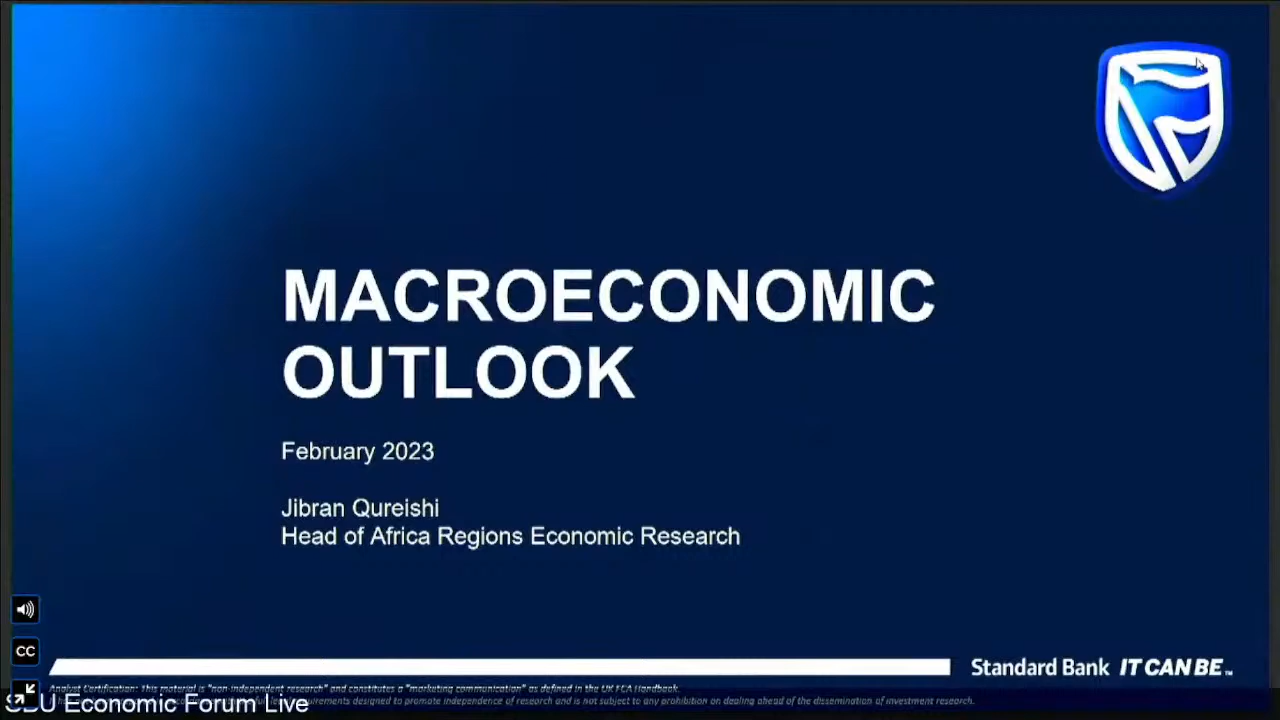 MACROECONOMIC
OUTLOOK
February 2023
Jibran Qureishi
Head of Africa Regions Economic Research
CC
Standard Bank IT CAN BE™
Analyst Certification: This material is "non-independent research" and constitutes a "marketing communication" as defined in the UK FCA Handbook.
requirements designed to promote independence of research and is not subject to any prohibition on dealing ahead of the dissemination of investment research.
Economic Forum Live